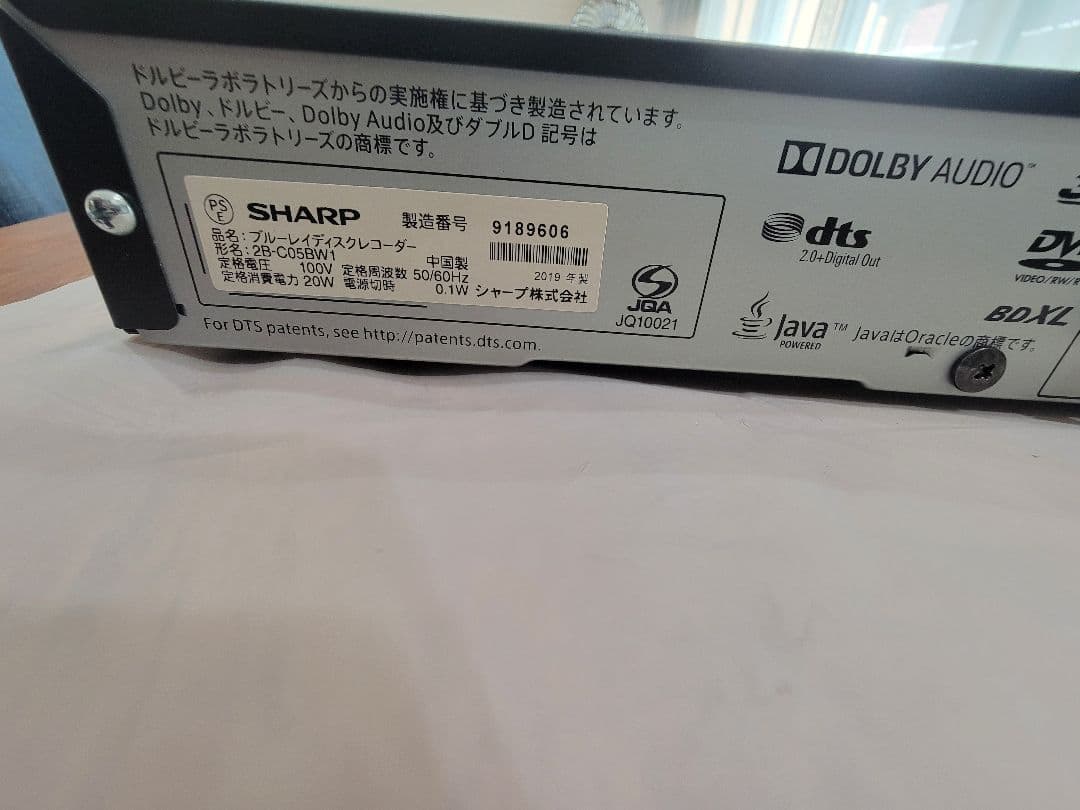 ドルビーラボラトリーズからの実施権に基づき製造されています。
Dolby、ドルビー、Dolby Audio及びダブルD 記号は
ドルビーラボラトリーズの商標です。
PS
E
SHARP 製造番号 9189606
品名:ブルーレイディスクレコーダー
形名:2B-C05BW1 中国製
定格電圧 100V 定格周波数 50/60Hz 2019 年製
定格消費電力 20W 電源切時 0.1W シャープ株式会社
JQA
JQ10021
For DTS patents, see http://patents.dts.com.
DOLBY AUDIO™
dts
2.0+Digital Out
Java™ JavaはOracleの商標です。
POWERED
BDXL